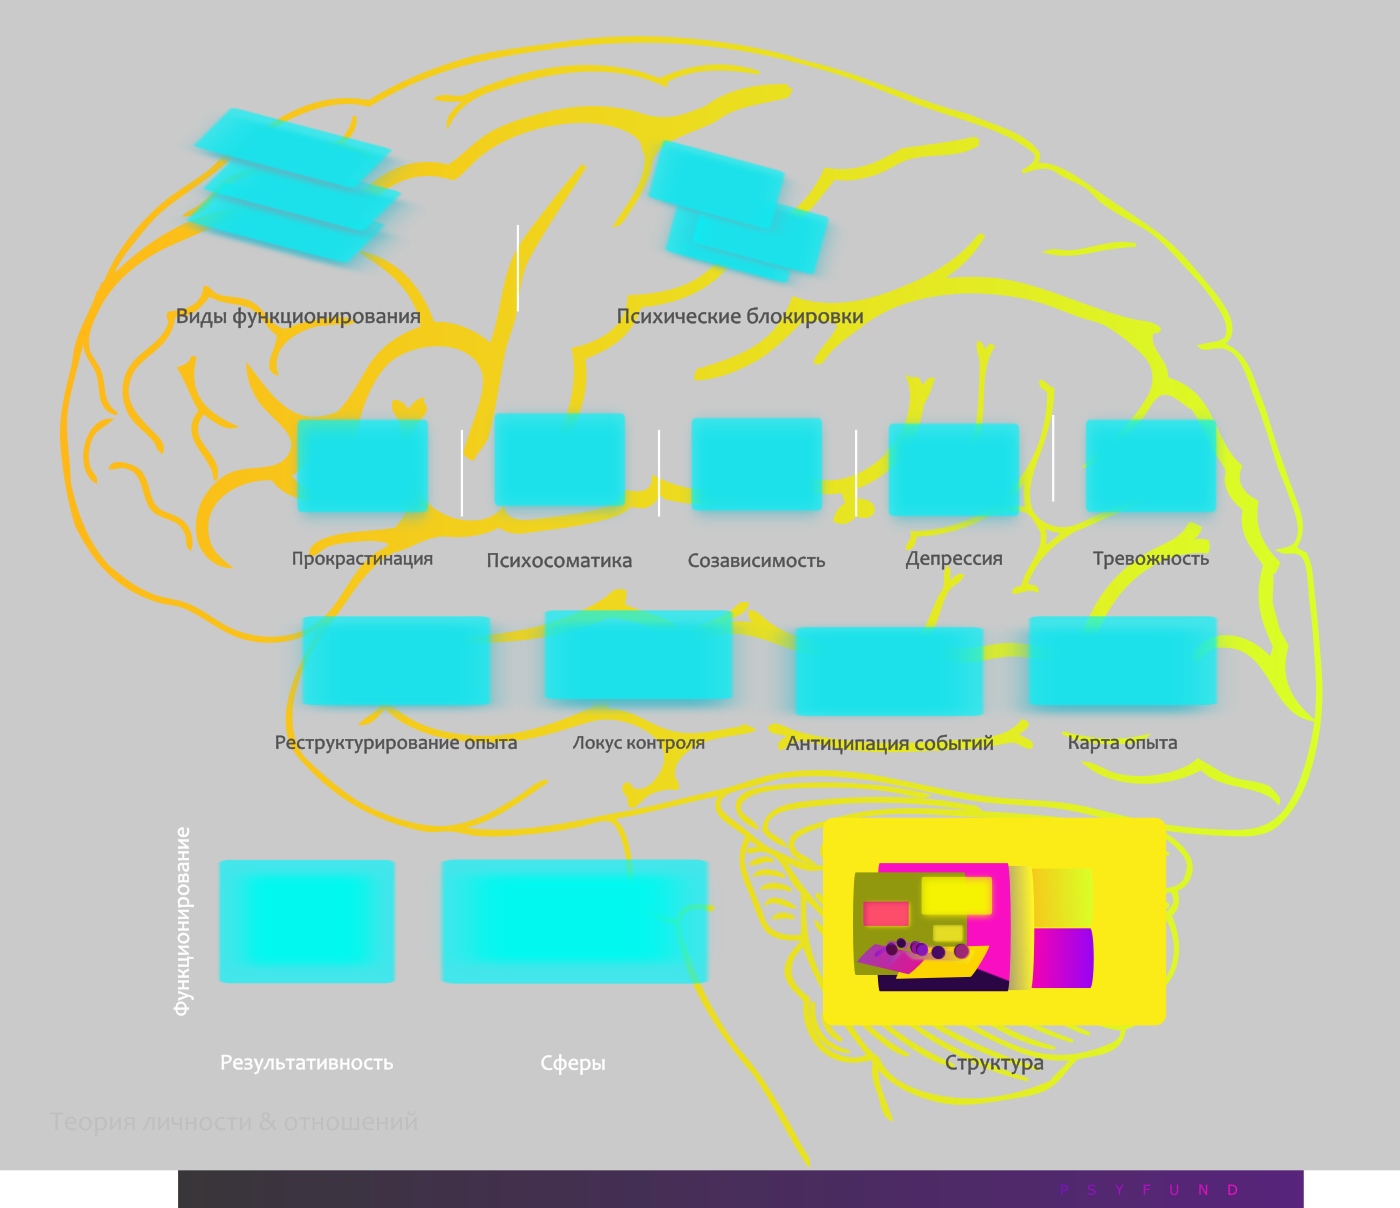 Виды функционирования
Психические блокировки
Прокрастинация
Психосоматика
Созависимость
Депрессия
Тревожность
Реструктурирование опыта
Локус контроля
Антиципация событий
Карта опыта
Функционирование
Результативность
Сферы
Структура
Теория личности & отношений
PSYFUND